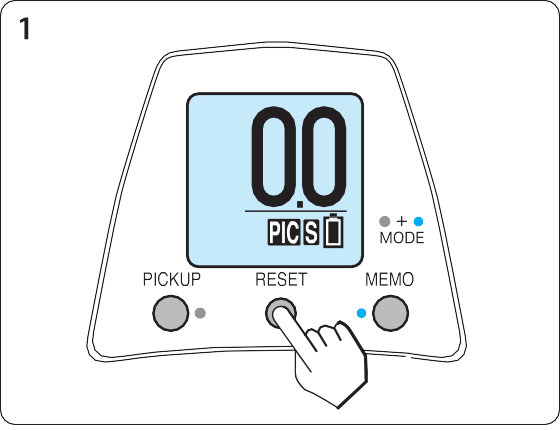 1
0.0
PIC S
+
MODE
PICKUP RESET MEMO